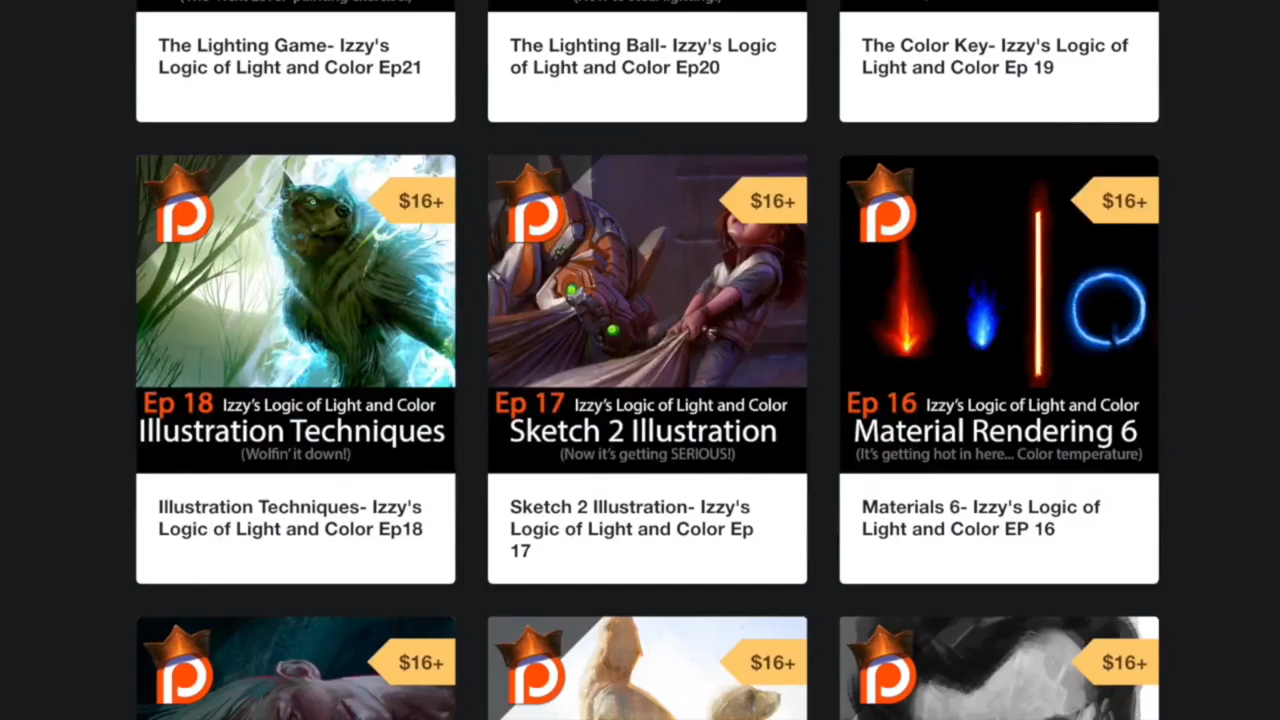 (The 'Next Level' painting exercise!)
The Lighting Game- Izzy's
Logic of Light and Color Ep21
The Lighting Ball- Izzy's Logic
of Light and Color Ep20
The Color Key- Izzy's Logic of
Light and Color Ep 19
$16+
$16+
$16+
Ep 18 Izzy's Logic of Light and Color
Illustration Techniques
(Wolfin' it down!)
Ep 17 Izzy's Logic of Light and Color
Sketch 2 Illustration
(Now it's getting SERIOUS!)
Ep 16 Izzy's Logic of Light and Color
Material Rendering 6
(It's getting hot in here... Color temperature)
Illustration Techniques- Izzy's
Logic of Light and Color Ep18
Sketch 2 Illustration- Izzy's
Logic of Light and Color Ep
17
Materials 6- Izzy's Logic of
Light and Color EP 16
$16+
$16+
$16+